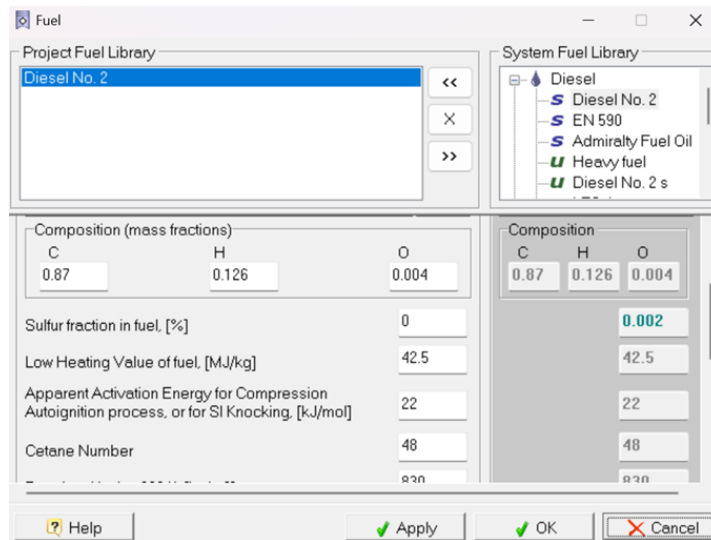 Fuel
Project Fuel Library
Diesel No. 2
<<
>>
System Fuel Library
Diesel
s Diesel No. 2
s EN 590
s Admiralty Fuel Oil
u Heavy fuel
u Diesel No. 2 s
Composition (mass fractions)
C H O
0.87 0.126 0.004
Composition
C H O
0.87 0.126 0.004
Sulfur fraction in fuel, [%] 0 0.002
Low Heating Value of fuel, [MJ/kg] 42.5 42.5
Apparent Activation Energy for Compression
Autoignition process, or for SI Knocking, [kJ/mol] 22 22
Cetane Number 48 48
830 830
Help Apply OK Cancel